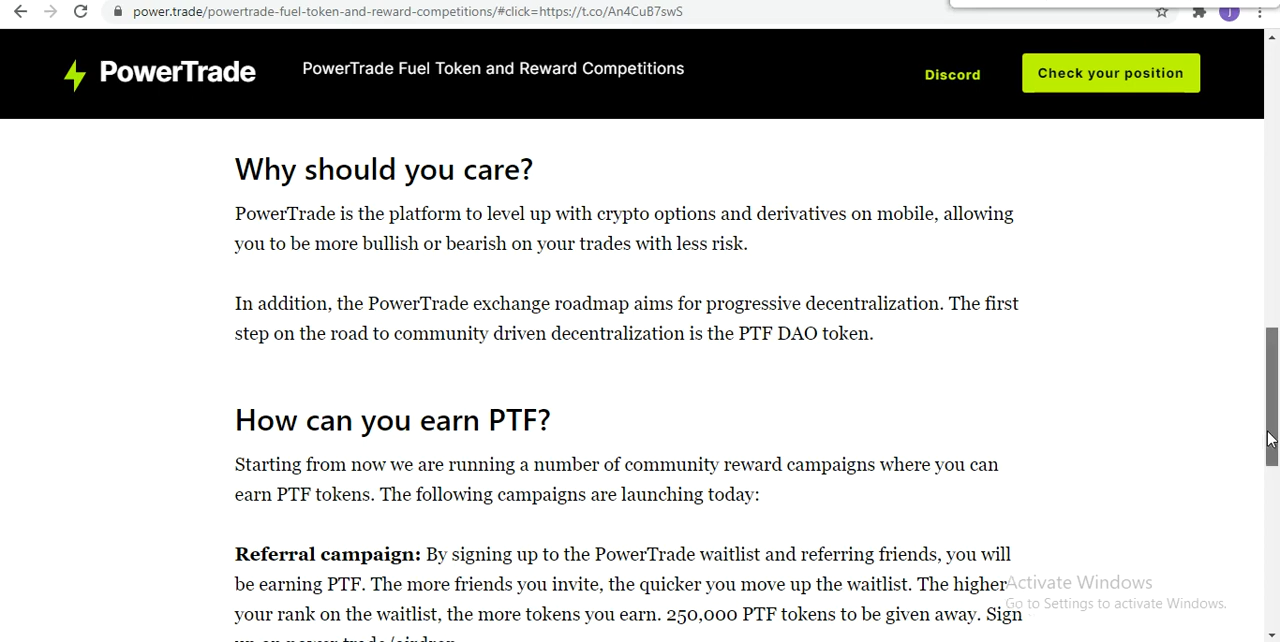 power.trade/powertrade-fuel-token-and-reward-competitions/#click=https://t.co/An4CuB7swS
J
PowerTrade
PowerTrade Fuel Token and Reward Competitions
Discord
Check your position
Why should you care?
PowerTrade is the platform to level up with crypto options and derivatives on mobile, allowing
you to be more bullish or bearish on your trades with less risk.
In addition, the PowerTrade exchange roadmap aims for progressive decentralization. The first
step on the road to community driven decentralization is the PTF DAO token.
How can you earn PTF?
Starting from now we are running a number of community reward campaigns where you can
earn PTF tokens. The following campaigns are launching today:
Referral campaign: By signing up to the PowerTrade waitlist and referring friends, you will
be earning PTF. The more friends you invite, the quicker you move up the waitlist. The higher
your rank on the waitlist, the more tokens you earn. 250,000 PTF tokens to be given away. Sign
Activate Windows
Go to Settings to activate Windows.